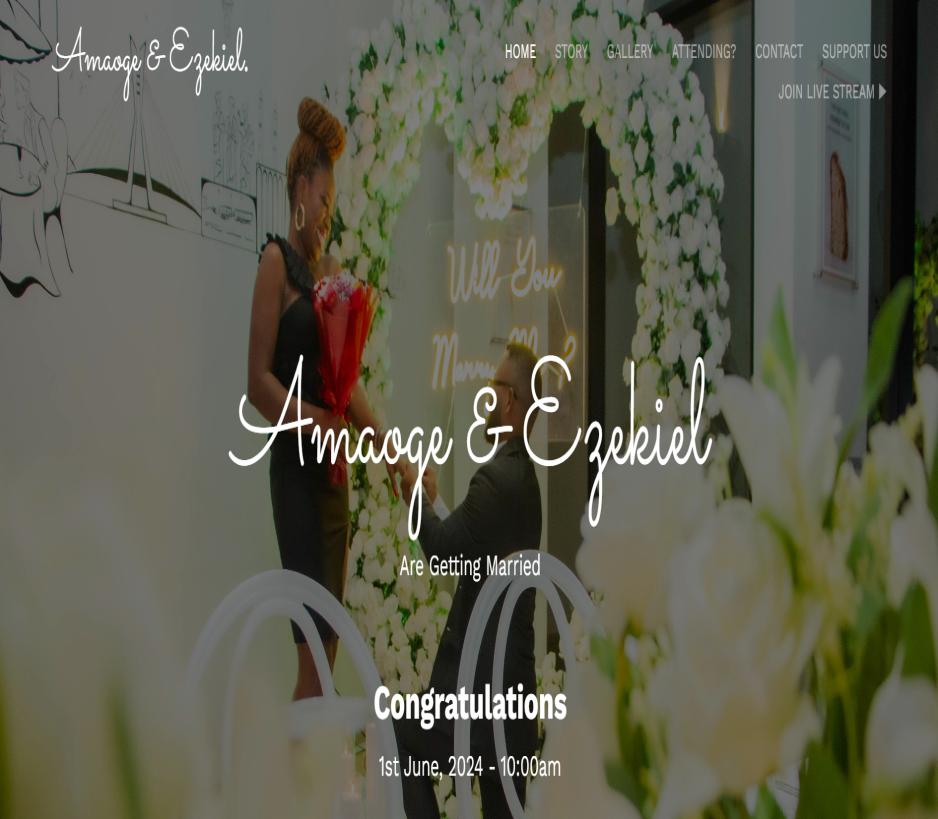 Amaoge & Ezekiel.
HOME STORY GALLERY ATTENDING? CONTACT SUPPORT US
JOIN LIVE STREAM
Will You
Marry Me?
Amaoge & Ezekiel
Are Getting Married
Congratulations
1st June, 2024 - 10:00am